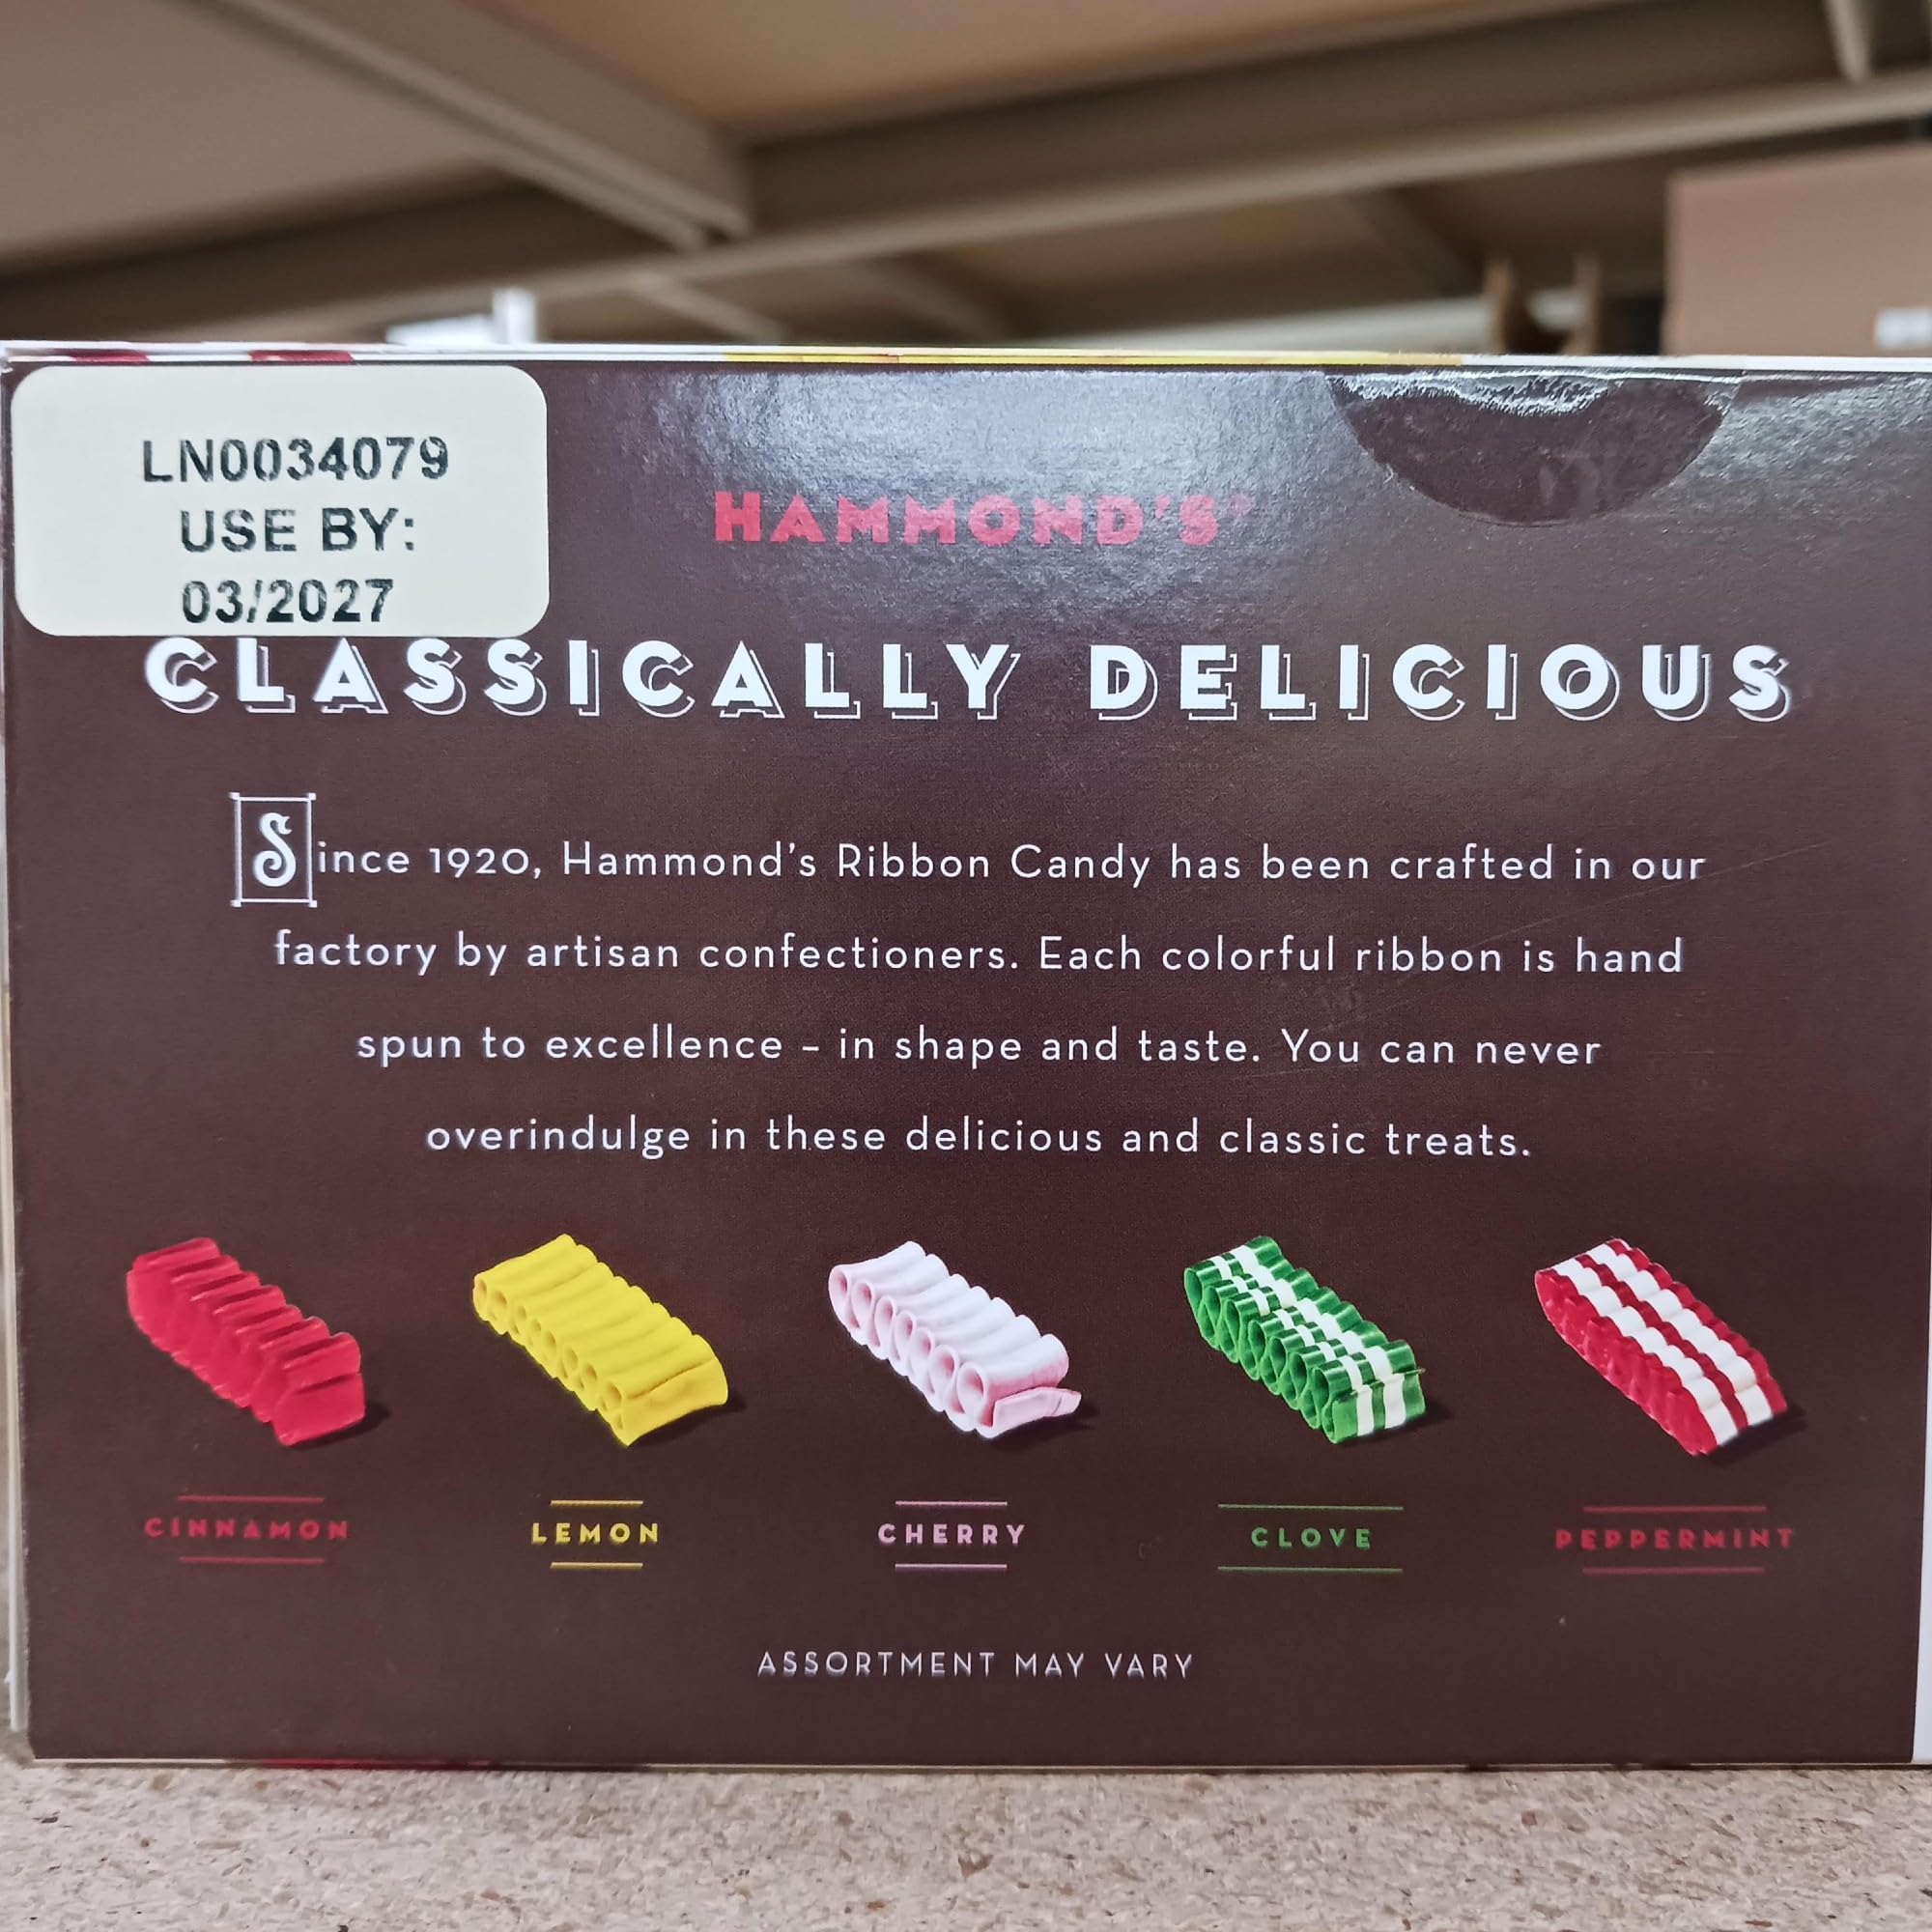 LN0034079
USE BY:
03/2027
HAMMOND'S®
CLASSICALLY DELICIOUS
Since 1920, Hammond's Ribbon Candy has been crafted in our
factory by artisan confectioners. Each colorful ribbon is hand
spun to excellence – in shape and taste. You can never
overindulge in these delicious and classic treats.
CINNAMON
LEMON
CHERRY
CLOVE
PEPPERMINT
ASSORTMENT MAY VARY